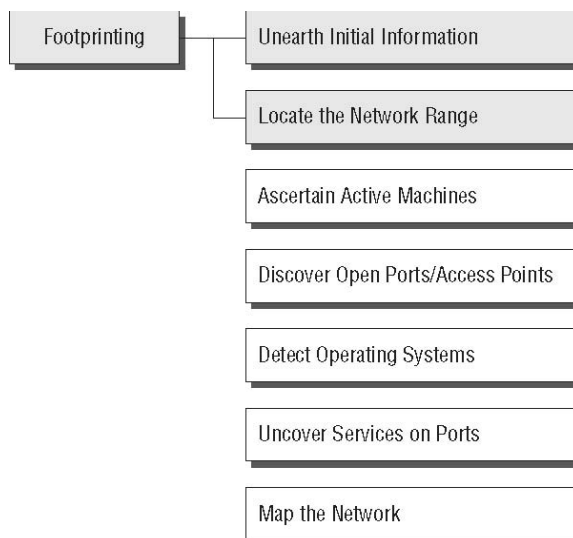 Footprinting
Unearth Initial Information
Locate the Network Range
Ascertain Active Machines
Discover Open Ports/Access Points
Detect Operating Systems
Uncover Services on Ports
Map the Network